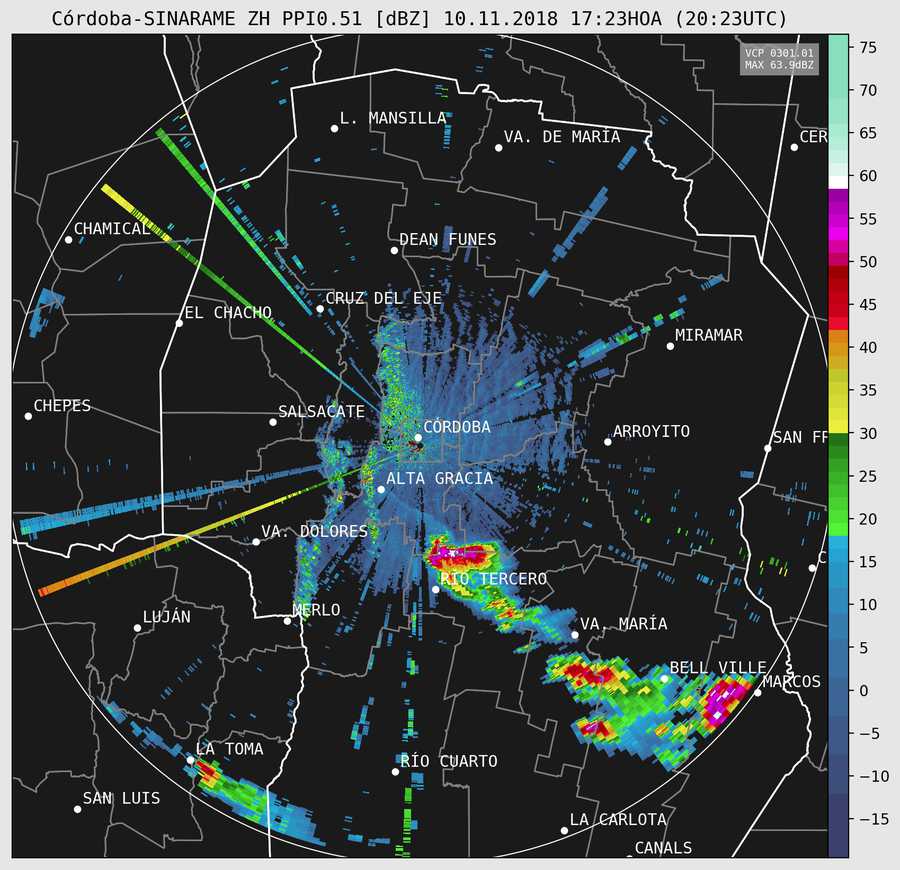 Córdoba-SINARAME ZH PPI0.51 [dBZ] 10.11.2018 17:23HOA (20:23UTC)
VCP 0301.01
MAX 63.9dBZ
75
70
65
60
55
50
45
40
35
30
25
20
15
10
5
0
−5
−10
−15
L. MANSILLA
VA. DE MARÍA
CER
CHAMICAL
DEAN FUNES
CRUZ DEL EJE
EL CHACHO
MIRAMAR
CHEPES
SALSACATE
CÓRDOBA
ARROYITO
SAN FR
ALTA GRACIA
VA. DOLORES
C
RÍO TERCERO
LUJÁN
MERLO
VA. MARÍA
BELL VILLE
MARCOS
LA TOMA
RÍO CUARTO
SAN LUIS
LA CARLOTA
CANALS